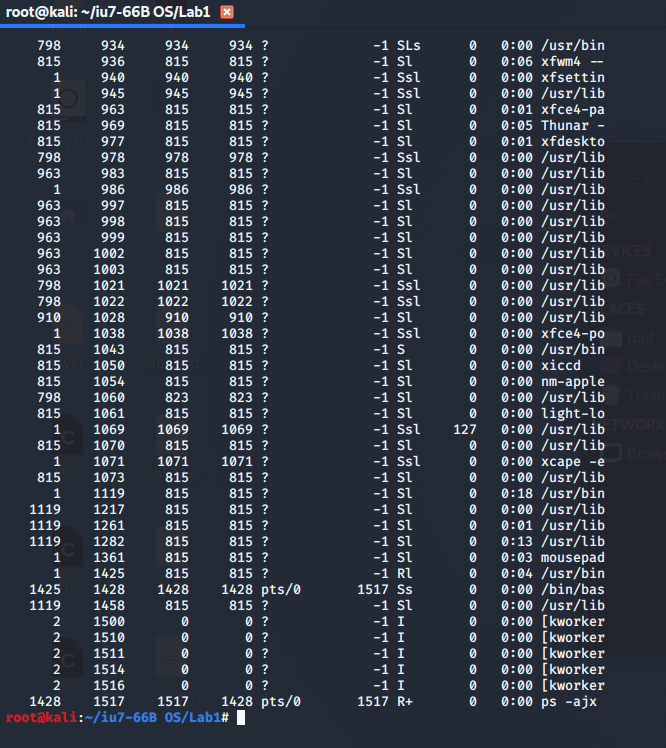 root@kali: ~/iu7-66B OS/Lab1
798 934 934 934 ? -1 SLs 0 0:00 /usr/bin
815 936 815 815 ? -1 Sl 0 0:06 xfwm4 --
1 940 940 940 ? -1 Ssl 0 0:00 xfsettin
1 945 945 945 ? -1 Ssl 0 0:00 /usr/lib
815 963 815 815 ? -1 Sl 0 0:01 xfce4-pa
815 969 815 815 ? -1 Sl 0 0:05 Thunar -
815 977 815 815 ? -1 Sl 0 0:01 xfdeskto
798 978 978 978 ? -1 Ssl 0 0:00 /usr/lib
963 983 815 815 ? -1 Sl 0 0:00 /usr/lib
1 986 986 986 ? -1 Ssl 0 0:00 /usr/lib
963 997 815 815 ? -1 Sl 0 0:00 /usr/lib
963 998 815 815 ? -1 Sl 0 0:00 /usr/lib
963 999 815 815 ? -1 Sl 0 0:00 /usr/lib
963 1002 815 815 ? -1 Sl 0 0:00 /usr/lib
963 1003 815 815 ? -1 Sl 0 0:00 /usr/lib
798 1021 1021 1021 ? -1 Ssl 0 0:00 /usr/lib
798 1022 1022 1022 ? -1 Ssl 0 0:00 /usr/lib
910 1028 910 910 ? -1 Sl 0 0:00 /usr/lib
1 1038 1038 1038 ? -1 Ssl 0 0:00 xfce4-po
815 1043 815 815 ? -1 S 0 0:00 /usr/bin
815 1050 815 815 ? -1 Sl 0 0:00 xiccd
815 1054 815 815 ? -1 Sl 0 0:00 nm-apple
798 1060 823 823 ? -1 Sl 0 0:00 /usr/lib
815 1061 815 815 ? -1 Sl 0 0:00 light-lo
1 1069 1069 1069 ? -1 Ssl 127 0:00 /usr/lib
815 1070 815 815 ? -1 Sl 0 0:00 /usr/lib
1 1071 1071 1071 ? -1 Ssl 0 0:00 xcape -e
815 1073 815 815 ? -1 Sl 0 0:00 /usr/lib
1 1119 815 815 ? -1 Sl 0 0:18 /usr/bin
1119 1217 815 815 ? -1 Sl 0 0:00 /usr/lib
1119 1261 815 815 ? -1 Sl 0 0:01 /usr/lib
1119 1282 815 815 ? -1 Sl 0 0:13 /usr/lib
1 1361 815 815 ? -1 Sl 0 0:03 mousepad
1 1425 815 815 ? -1 Rl 0 0:04 /usr/bin
1425 1428 1428 1428 pts/0 1517 Ss 0 0:00 /bin/bas
1119 1458 815 815 ? -1 Sl 0 0:00 /usr/lib
2 1500 0 0 ? -1 I 0 0:00 [kworker
2 1510 0 0 ? -1 I 0 0:00 [kworker
2 1511 0 0 ? -1 I 0 0:00 [kworker
2 1514 0 0 ? -1 I 0 0:00 [kworker
2 1516 0 0 ? -1 I 0 0:00 [kworker
1428 1517 1517 1428 pts/0 1517 R+ 0 0:00 ps -ajx
root@kali:~/iu7-66B OS/Lab1#